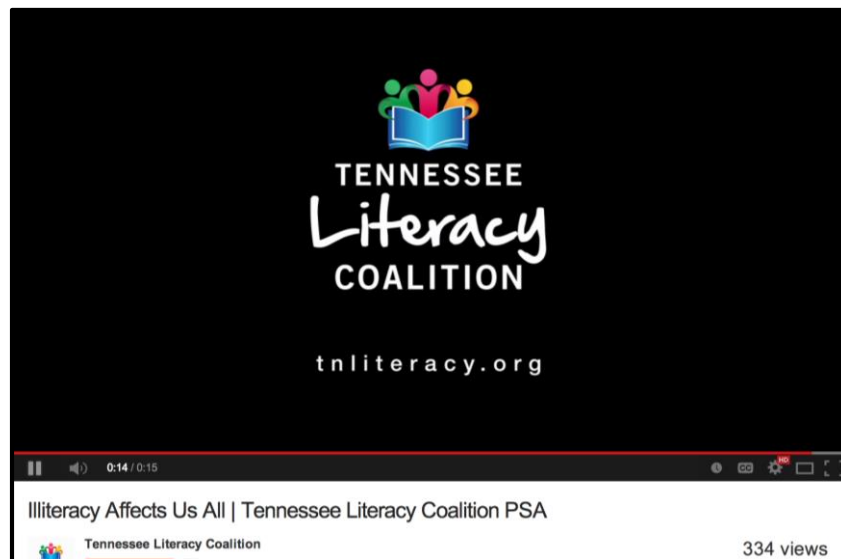 TENNESSEE
Literacy
COALITION
tnliteracy.org
0:14 / 0:15
CC
HD
Illiteracy Affects Us All | Tennessee Literacy Coalition PSA
Tennessee Literacy Coalition
334 views